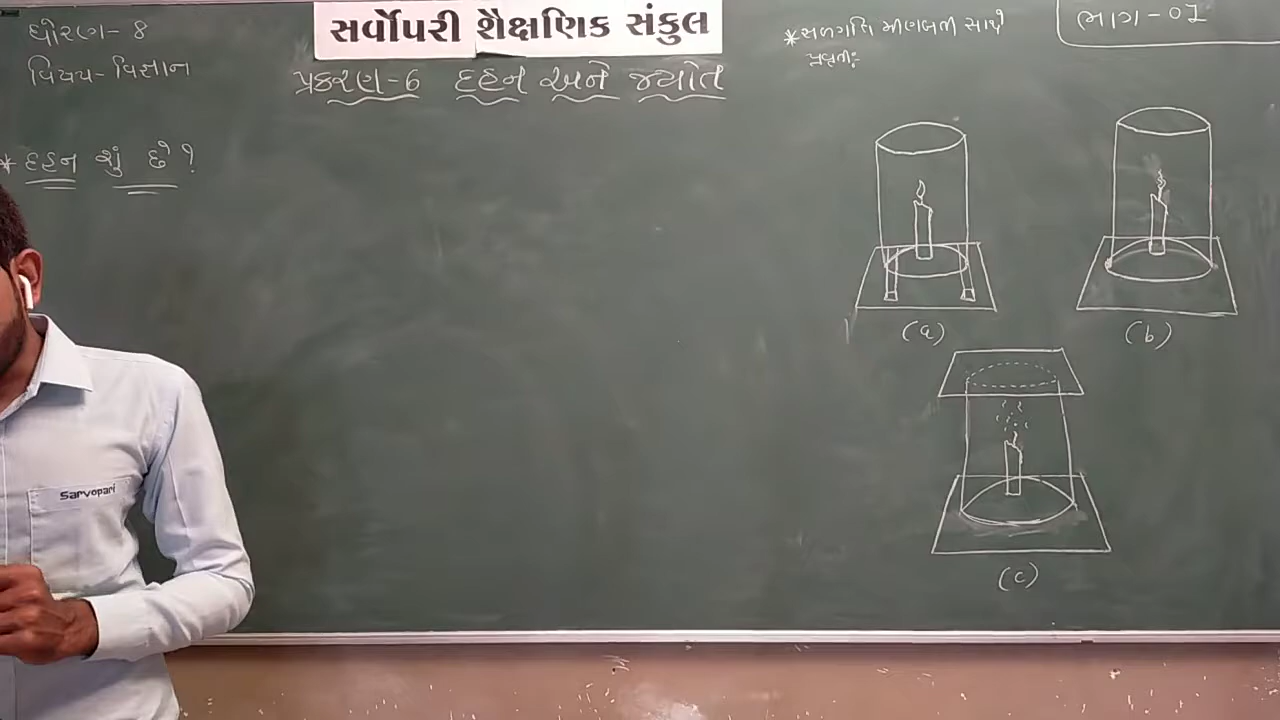 સર્વોપરી શૈક્ષણિક સંકુલ
ધોરણ- 8
વિષય- વિજ્ઞાન
પ્રકરણ-6 દહન અને જ્યોત
* દહન શું છે ?
* સળગતિ મીણબતી સાથે
પ્રવૃતી:-
ભાગ - 01
(a)
(b)
(c)
Sarvopari